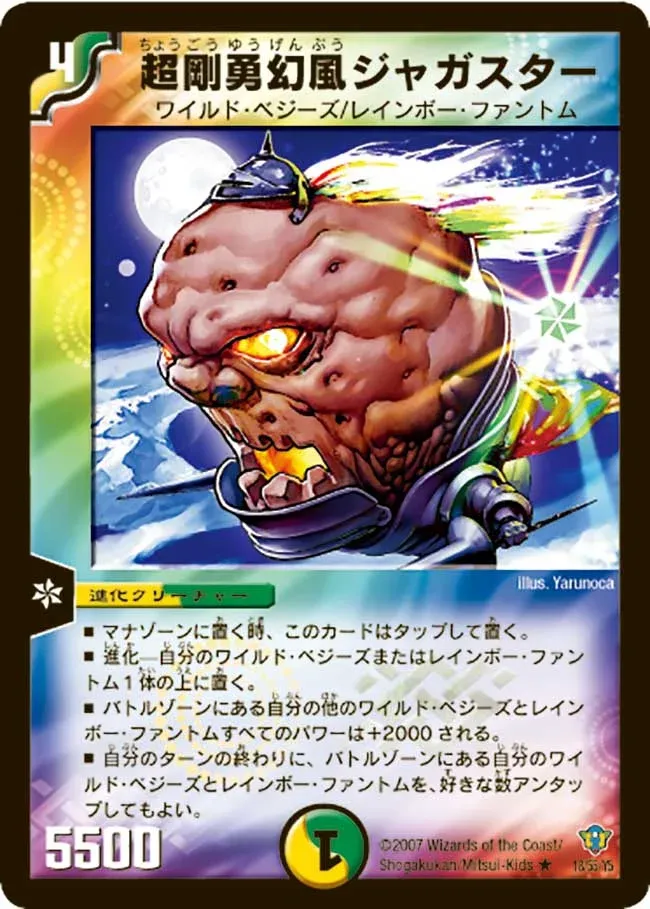 4
ちょうごうゆうげんぷう
超剛勇幻風ジャガスター
ワイルド・ベジーズ/レインボー・ファントム
illus. Yarunoca
進化クリーチャー
■ マナゾーンに置く時、このカードはタップして置く。
■ 進化―自分のワイルド・ベジーズまたはレインボー・ファン
トム1体の上に置く。
■ バトルゾーンにある自分の他のワイルド・ベジーズとレイン
ボー・ファントムすべてのパワーは+2000される。
■ 自分のターンの終わりに、バトルゾーンにある自分のワイ
ルド・ベジーズとレインボー・ファントムを、好きな数アンタッ
プしてもよい。
5500
1
©2007 Wizards of the Coast/
Shogakukan/Mitsui-Kids ★ 18/55 Y5